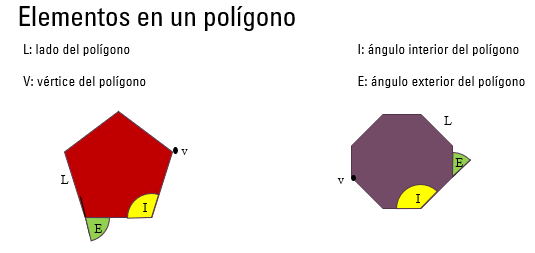 Elementos en un polígono
L: lado del polígono
I: ángulo interior del polígono
V: vértice del polígono
E: ángulo exterior del polígono
L
v
I
E
L
E
v
I